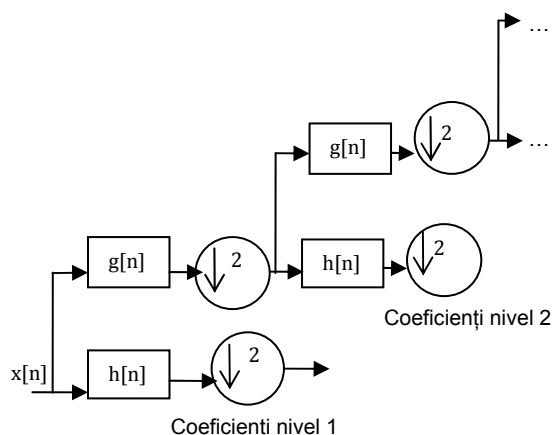 ...
2
g[n]
...
2
g[n]
2
h[n]
Coeficienți nivel 2
2
x[n]
h[n]
Coeficienti nivel 1